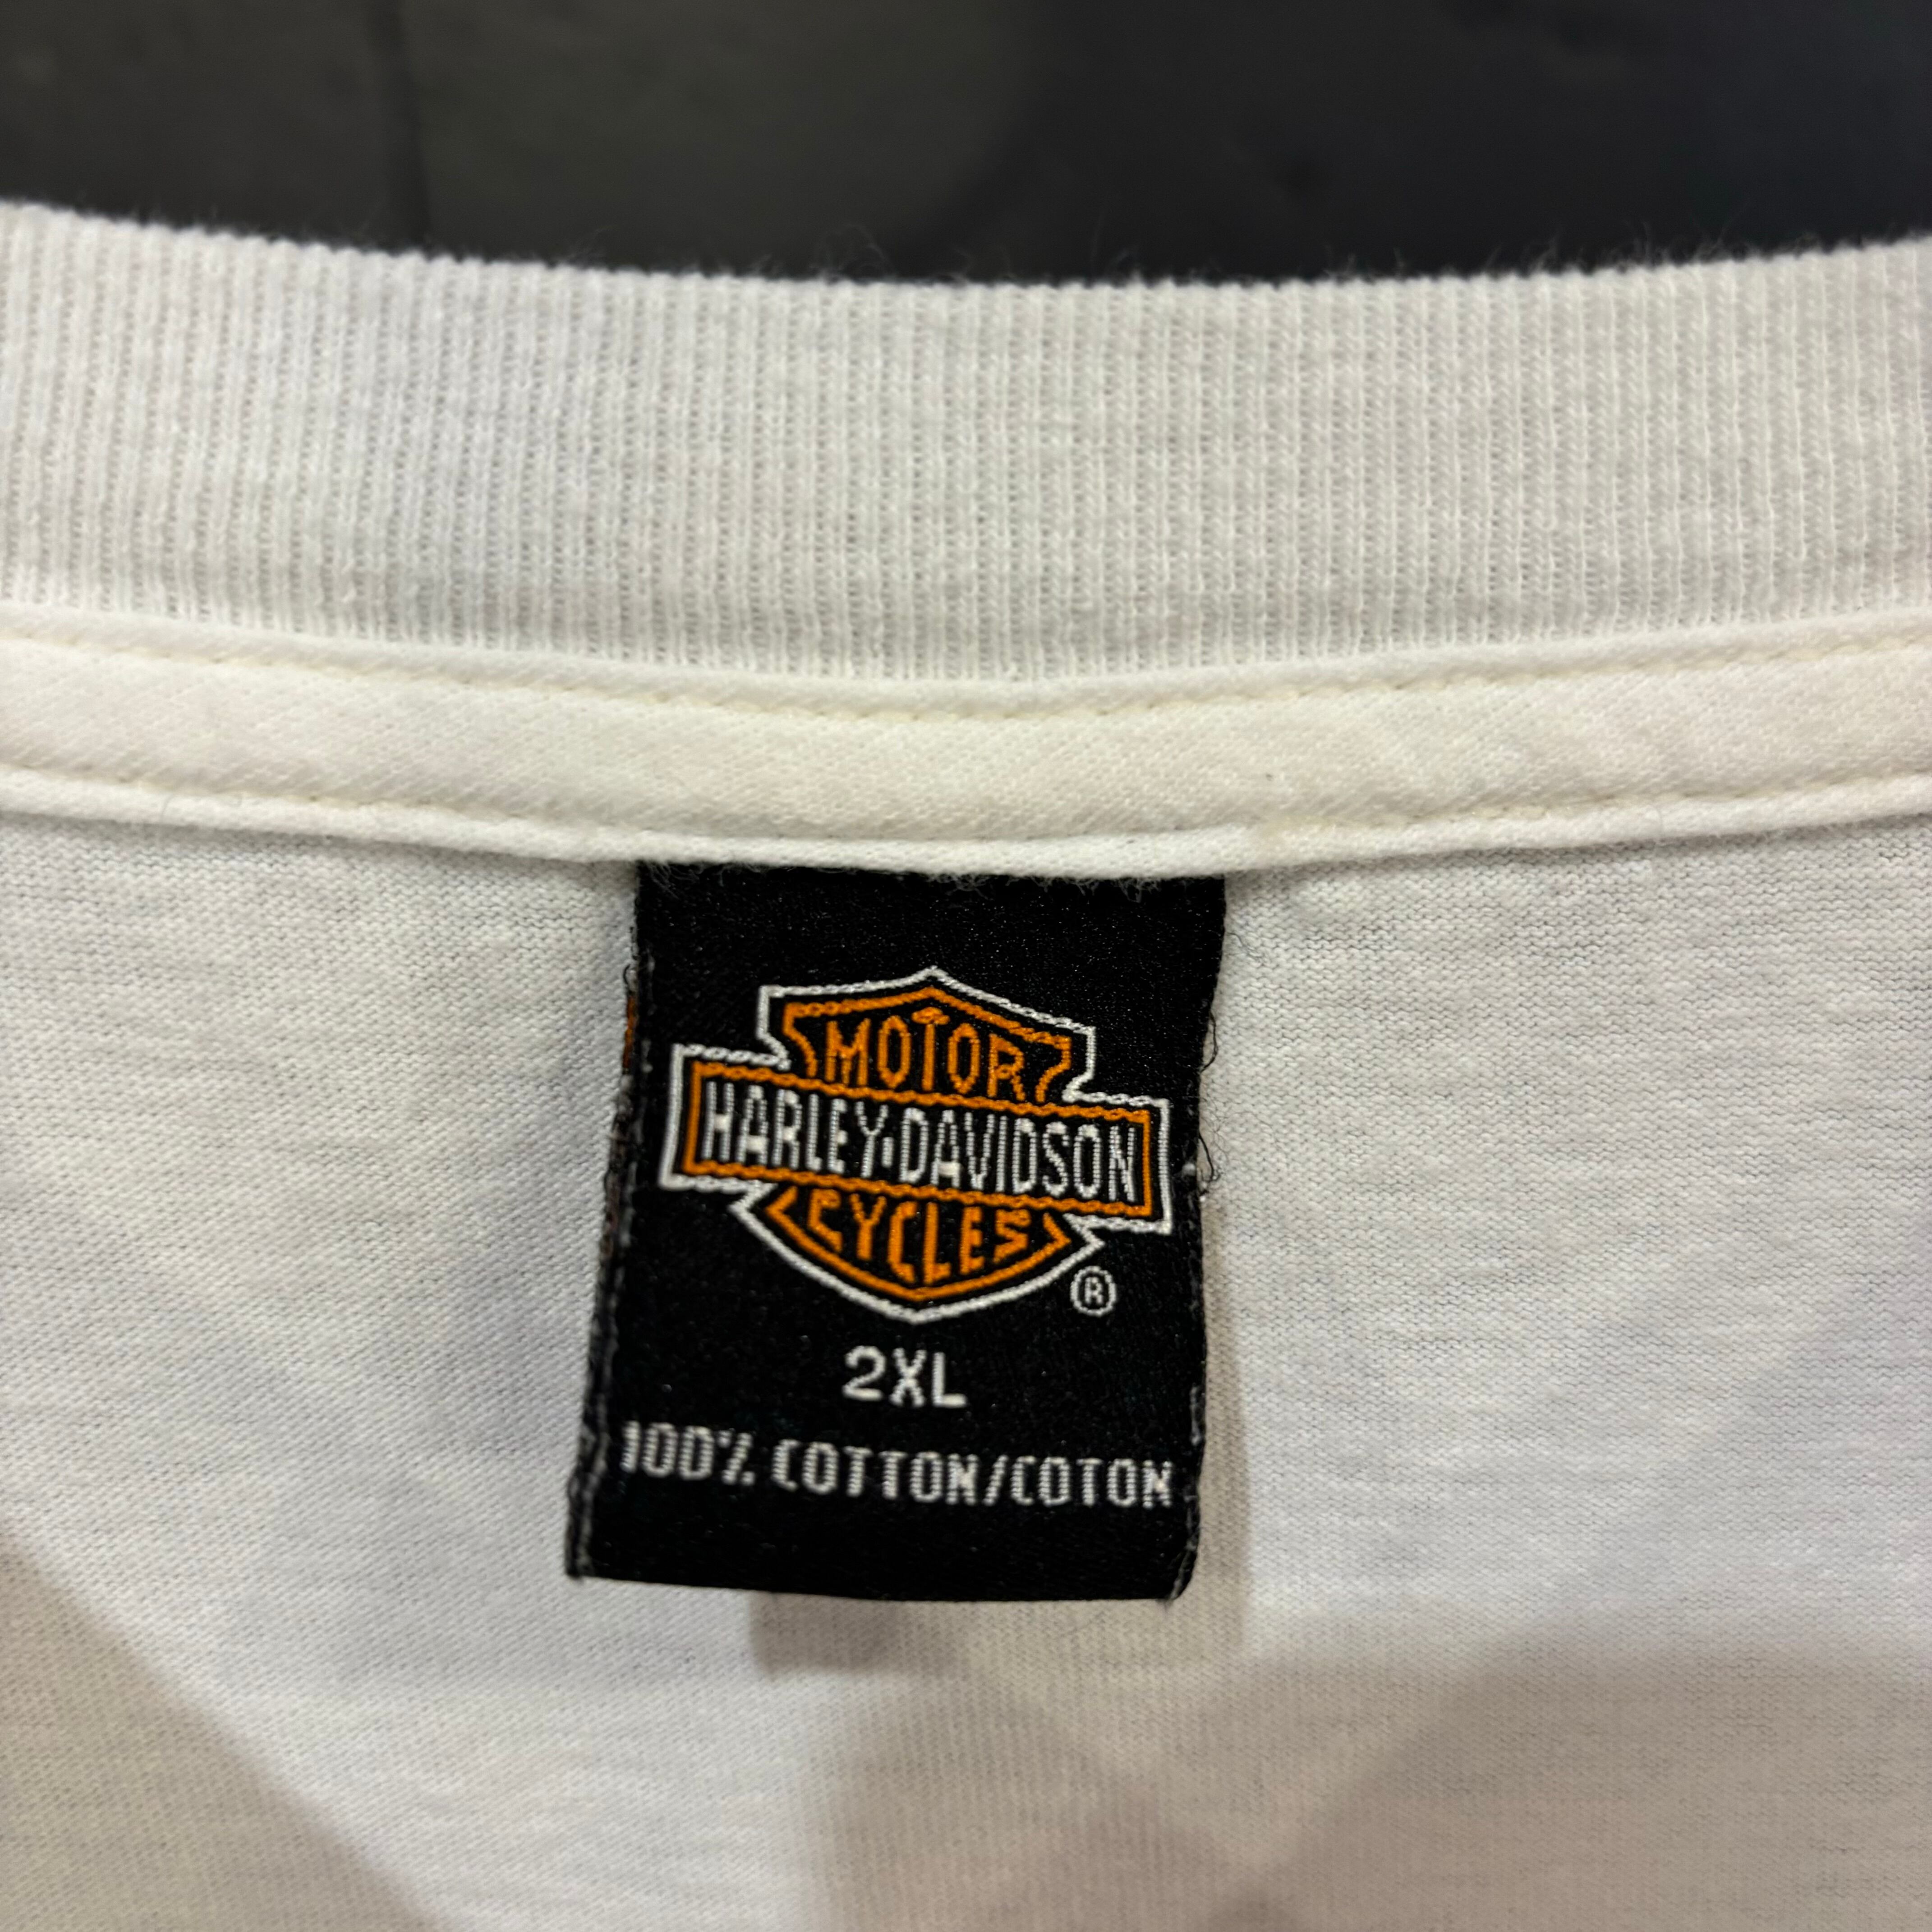 MOTOR
HARLEY-DAVIDSON
CYCLES
®
2XL
100% COTTON/COTON